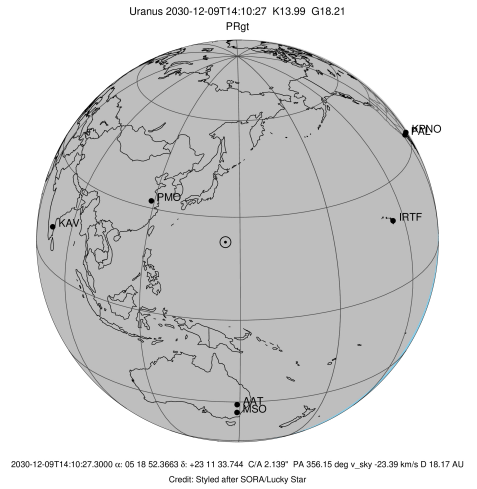 Uranus 2030-12-09T14:10:27 K13.99 G18.21
PRgt
KPNO
PAL
PMO
IRTF
KAV
AAT
MSO
2030-12-09T14:10:27.3000 α: 05 18 52.3663 δ: +23 11 33.744 C/A 2.139" PA 356.15 deg v_sky -23.39 km/s D 18.17 AU
Credit: Styled after SORA/Lucky Star